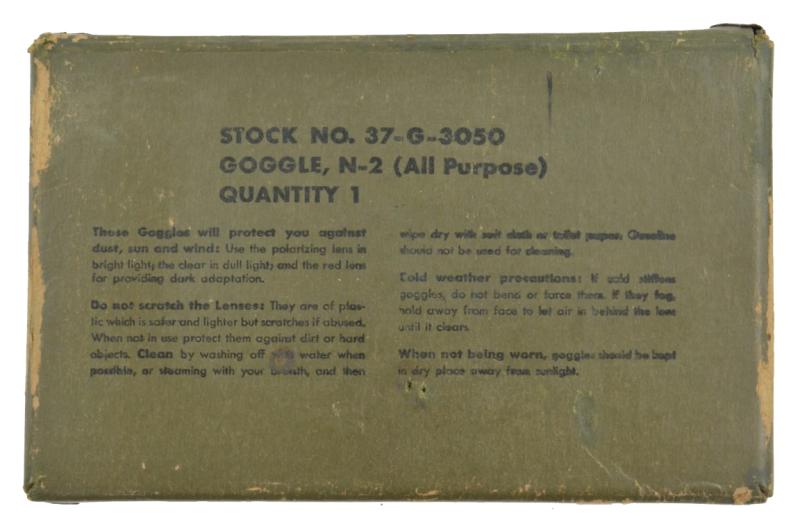 STOCK NO. 37-G-3050
GOGGLE, N-2 (All Purpose)
QUANTITY 1
These Goggles will protect you against
dust, sun and wind: Use the polarizing lens in
bright light; the clear in dull light; and the red lens
for providing dark adaptation.
Do not scratch the Lenses: They are of plas-
tic which is safer and lighter but scratches if abused.
When not in use protect them against dirt or hard
objects. Clean by washing off with water when
possible, or steaming with your breath, and then
wipe dry with soft cloth or toilet paper. Gasoline
should not be used for cleaning.
Cold weather precautions: If cold stiffens
goggles, do not bend or force them. If they fog,
hold away from face to let air in behind the lens
until it clears.
When not being worn, goggles should be kept
in dry place away from sunlight.